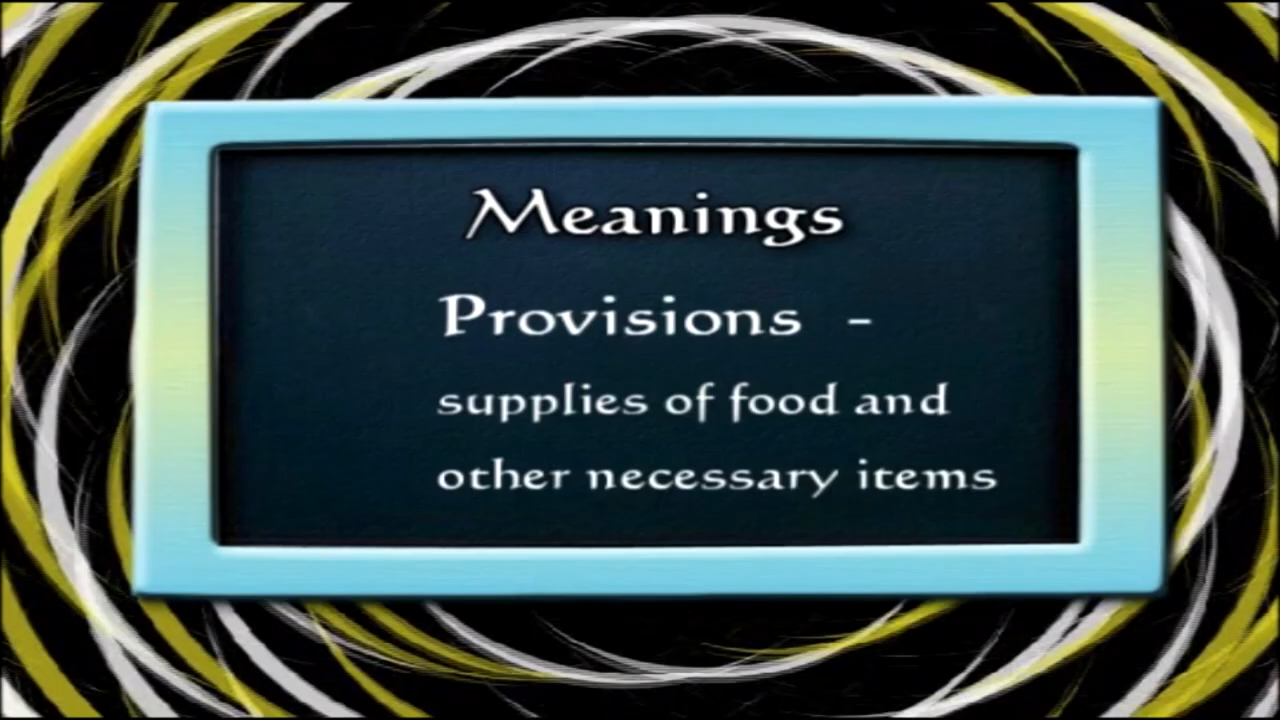 Meanings
Provisions -
supplies of food and
other necessary items